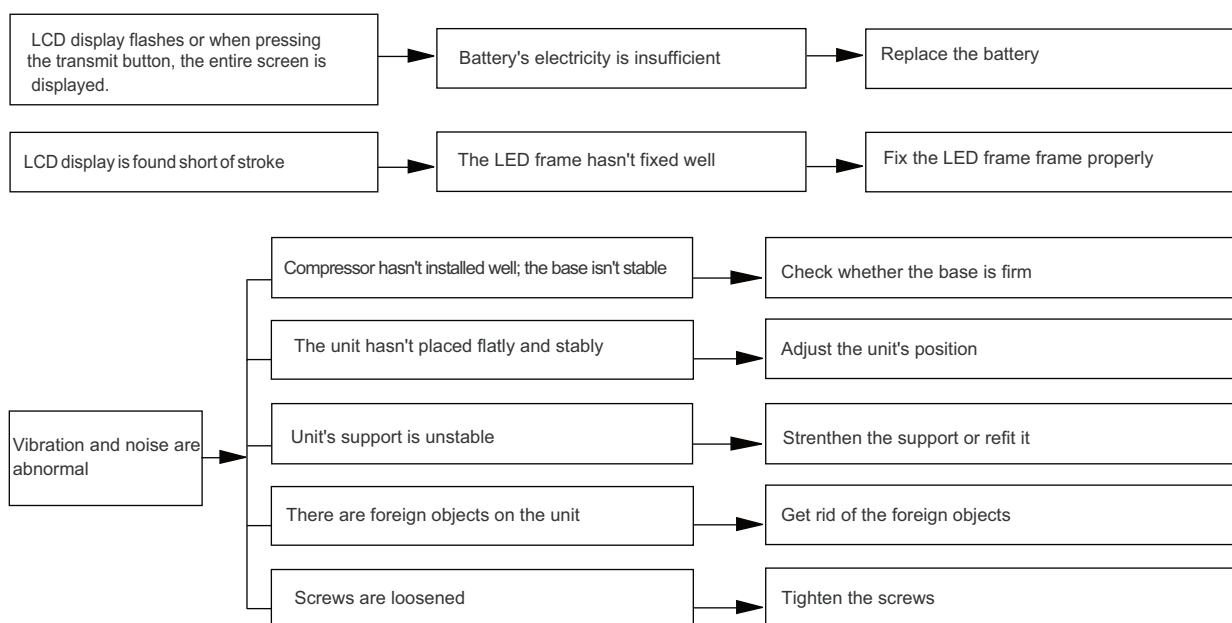 LCD display flashes or when pressing
the transmit button, the entire screen is
displayed.
Battery's electricity is insufficient
Replace the battery
LCD display is found short of stroke
The LED frame hasn't fixed well
Fix the LED frame frame properly
Vibration and noise are
abnormal
Compressor hasn't installed well; the base isn't stable
Check whether the base is firm
The unit hasn't placed flatly and stably
Adjust the unit's position
Unit's support is unstable
Strenthen the support or refit it
There are foreign objects on the unit
Get rid of the foreign objects
Screws are loosened
Tighten the screws